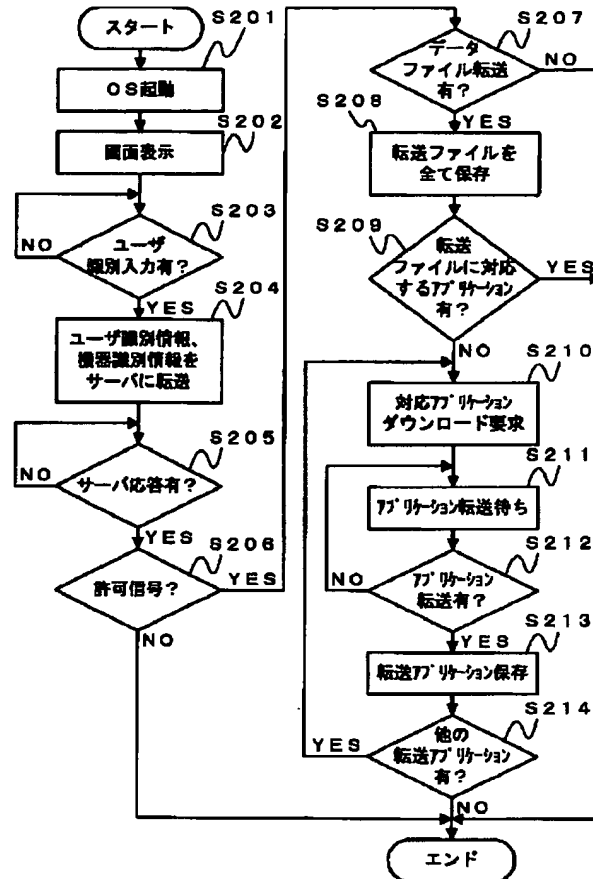 スタート
S201
OS起動
S202
画面表示
S203
ユーザ
識別入力有?
NO
YES
S204
ユーザ識別情報、
機器識別情報を
サーバに転送
S205
サーバ応答有?
NO
YES
S206
許可信号?
YES
NO
S207
データ
ファイル転送
有?
NO
YES
S208
転送ファイルを
全て保存
S209
転送
ファイルに対応
するアプリケーション
有?
YES
NO
S210
対応アプリケーション
ダウンロード要求
S211
アプリケーション転送待ち
S212
アプリケーション
転送有?
NO
YES
S213
転送アプリケーション保存
S214
他の
転送アプリケーション
有?
YES
NO
エンド